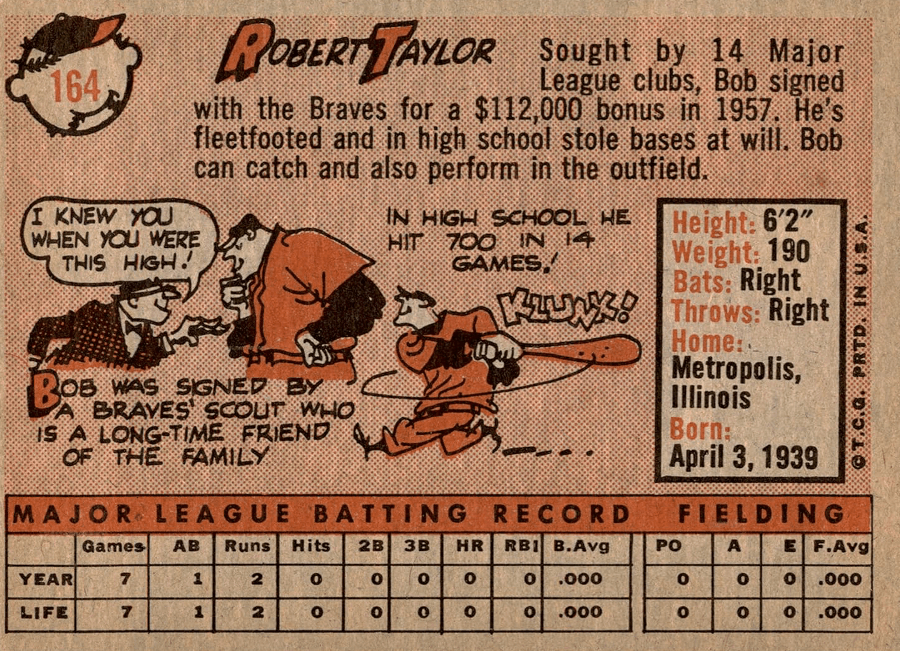 164
ROBERT TAYLOR
Sought by 14 Major
League clubs, Bob signed
with the Braves for a $112,000 bonus in 1957. He's
fleetfooted and in high school stole bases at will. Bob
can catch and also perform in the outfield.
I KNEW YOU
WHEN YOU WERE
THIS HIGH!
BOB WAS SIGNED BY
A BRAVES' SCOUT WHO
IS A LONG-TIME FRIEND
OF THE FAMILY
IN HIGH SCHOOL HE
HIT 700 IN 14
GAMES!
KLUNK!
Height: 6'2"
Weight: 190
Bats: Right
Throws: Right
Home:
Metropolis,
Illinois
Born:
April 3, 1939
©T.C.G. PRTD. IN U.S.A.
MAJOR LEAGUE BATTING RECORD FIELDING
Games AB Runs Hits 2B 3B HR RBI B.Avg PO A E F.Avg
YEAR 7 1 2 0 0 0 0 0 .000 0 0 0 .000
LIFE 7 1 2 0 0 0 0 0 .000 0 0 0 .000